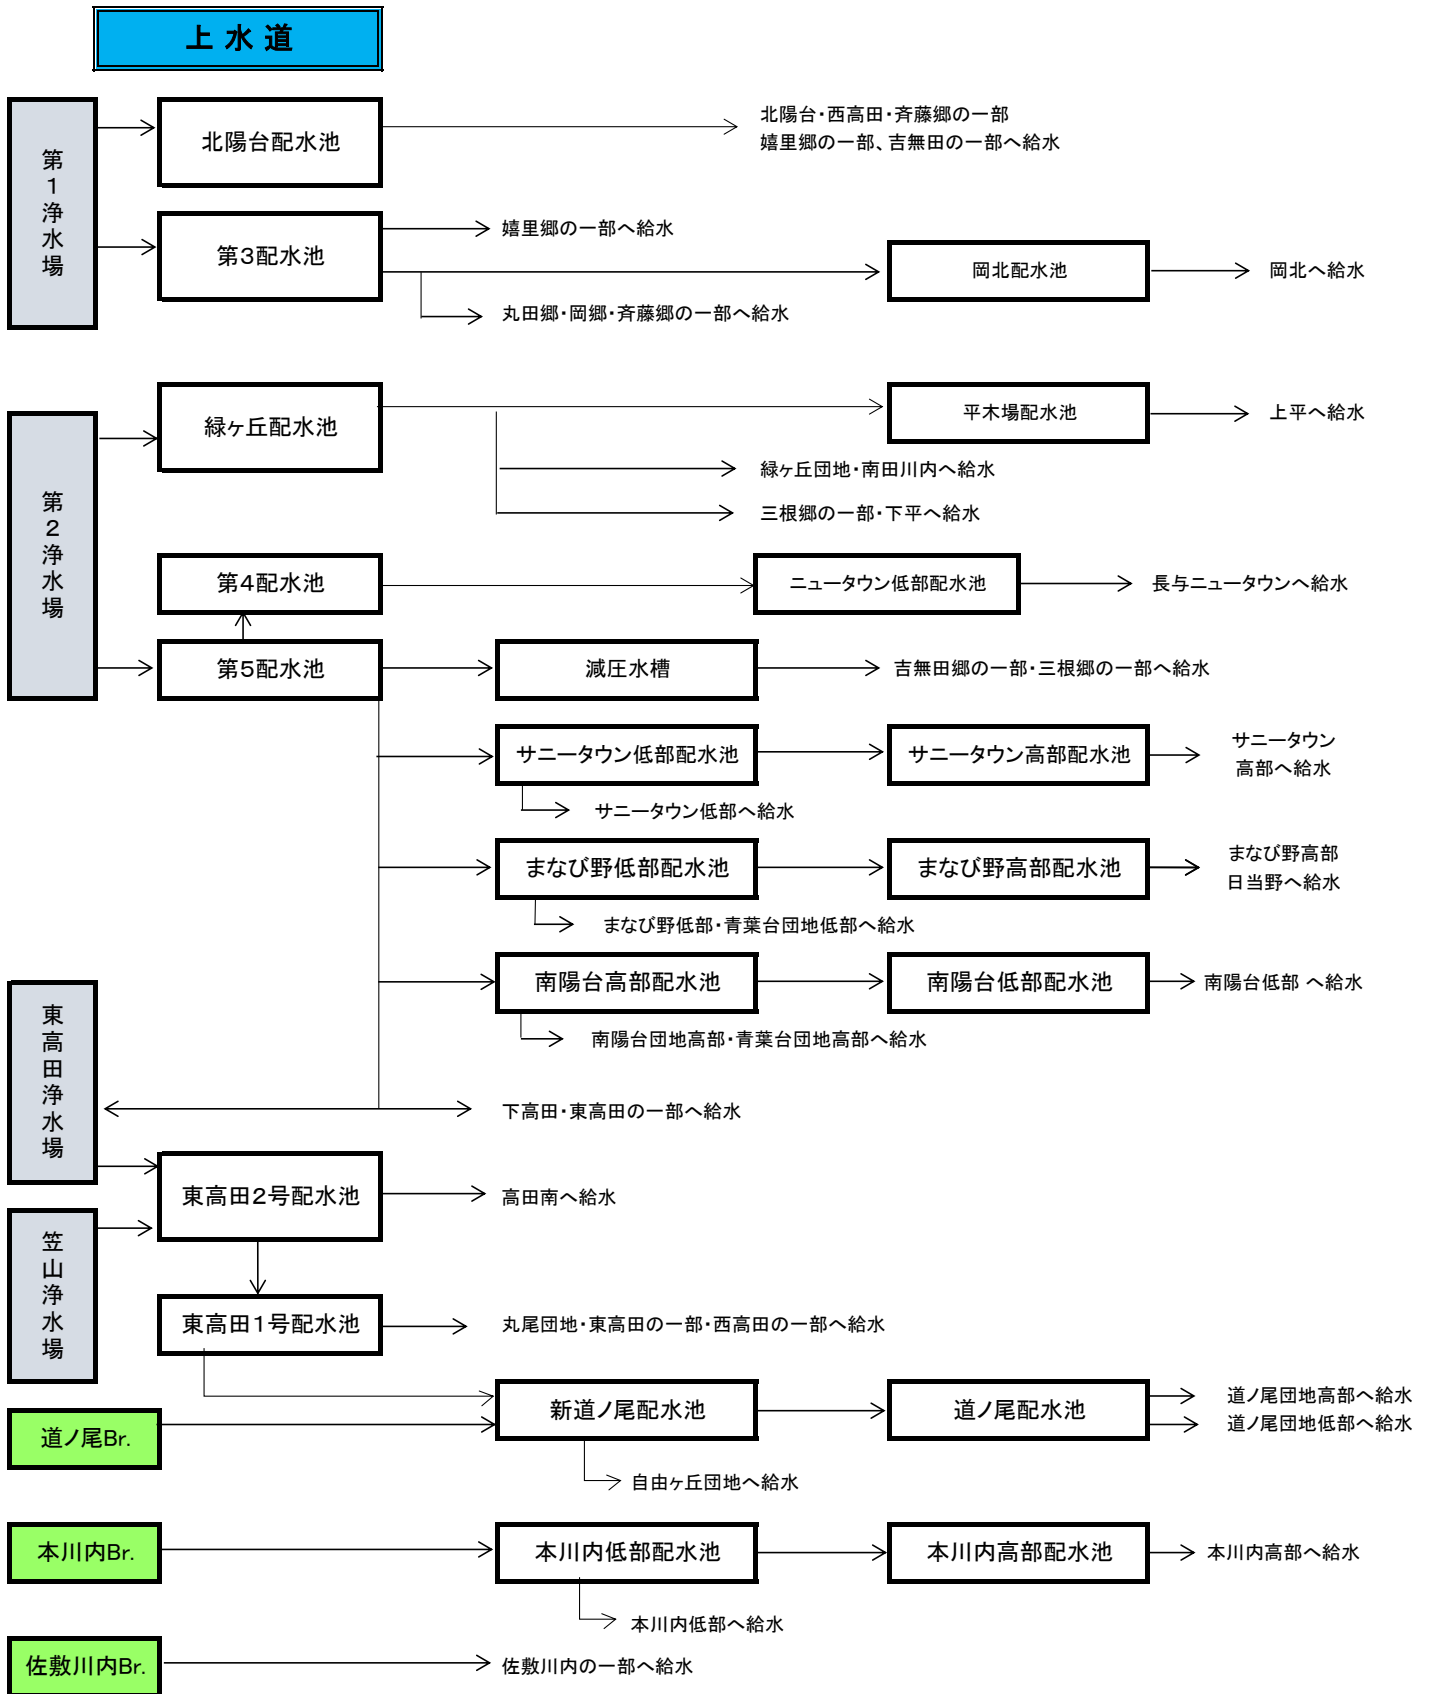 上 水 道
第１浄水場
北陽台配水池
北陽台・西高田・斉藤郷の一部
嬉里郷の一部、吉無田の一部へ給水
第３配水池
嬉里郷の一部へ給水
岡北配水池
岡北へ給水
丸田郷・岡郷・斉藤郷の一部へ給水
第２浄水場
緑ヶ丘配水池
平木場配水池
上平へ給水
緑ヶ丘団地・南田川内へ給水
三根郷の一部・下平へ給水
第４配水池
ニュータウン低部配水池
長与ニュータウンへ給水
第５配水池
減圧水槽
吉無田郷の一部・三根郷の一部へ給水
サニータウン低部配水池
サニータウン高部配水池
サニータウン
高部へ給水
サニータウン低部へ給水
まなび野低部配水池
まなび野高部配水池
まなび野高部
日当野へ給水
まなび野低部・青葉台団地低部へ給水
南陽台高部配水池
南陽台低部配水池
南陽台低部 へ給水
南陽台団地高部・青葉台団地高部へ給水
東高田浄水場
下高田・東高田の一部へ給水
東高田２号配水池
高田南へ給水
笠山浄水場
東高田１号配水池
丸尾団地・東高田の一部・西高田の一部へ給水
新道ノ尾配水池
道ノ尾配水池
道ノ尾団地高部へ給水
道ノ尾団地低部へ給水
道ノ尾Br.
自由ヶ丘団地へ給水
本川内Br.
本川内低部配水池
本川内高部配水池
本川内高部へ給水
本川内低部へ給水
佐敷川内Br.
佐敷川内の一部へ給水